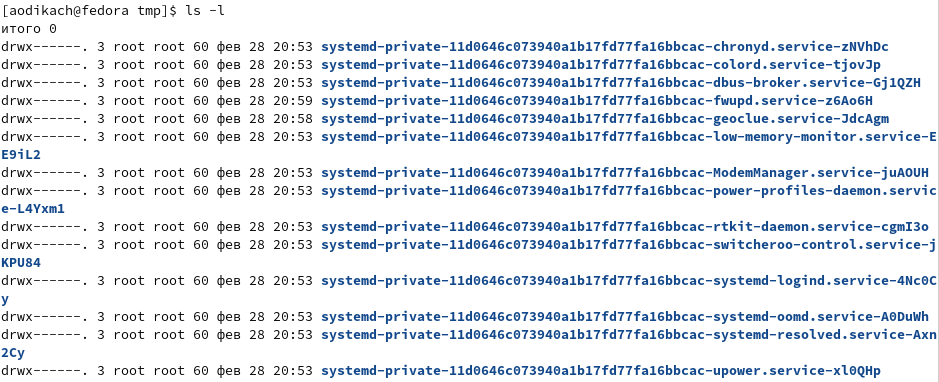 [aodikach@fedora tmp]$ ls -l
итого 0
drwx------. 3 root root 60 фев 28 20:53 systemd-private-11d0646c073940a1b17fd77fa16bbcac-chronyd.service-zNVhDc
drwx------. 3 root root 60 фев 28 20:53 systemd-private-11d0646c073940a1b17fd77fa16bbcac-colord.service-tjovJp
drwx------. 3 root root 60 фев 28 20:53 systemd-private-11d0646c073940a1b17fd77fa16bbcac-dbus-broker.service-Gj1QZH
drwx------. 3 root root 60 фев 28 20:59 systemd-private-11d0646c073940a1b17fd77fa16bbcac-fwupd.service-z6Ao6H
drwx------. 3 root root 60 фев 28 20:58 systemd-private-11d0646c073940a1b17fd77fa16bbcac-geoclue.service-JdcAgm
drwx------. 3 root root 60 фев 28 20:53 systemd-private-11d0646c073940a1b17fd77fa16bbcac-low-memory-monitor.service-E
E9iL2
drwx------. 3 root root 60 фев 28 20:53 systemd-private-11d0646c073940a1b17fd77fa16bbcac-ModemManager.service-juAOUH
drwx------. 3 root root 60 фев 28 20:53 systemd-private-11d0646c073940a1b17fd77fa16bbcac-power-profiles-daemon.servic
e-L4Yxm1
drwx------. 3 root root 60 фев 28 20:53 systemd-private-11d0646c073940a1b17fd77fa16bbcac-rtkit-daemon.service-cgmI3o
drwx------. 3 root root 60 фев 28 20:53 systemd-private-11d0646c073940a1b17fd77fa16bbcac-switcheroo-control.service-j
KPU84
drwx------. 3 root root 60 фев 28 20:53 systemd-private-11d0646c073940a1b17fd77fa16bbcac-systemd-logind.service-4Nc0C
y
drwx------. 3 root root 60 фев 28 20:53 systemd-private-11d0646c073940a1b17fd77fa16bbcac-systemd-oomd.service-A0DuWh
drwx------. 3 root root 60 фев 28 20:53 systemd-private-11d0646c073940a1b17fd77fa16bbcac-systemd-resolved.service-Axn
2Cy
drwx------. 3 root root 60 фев 28 20:53 systemd-private-11d0646c073940a1b17fd77fa16bbcac-upower.service-xl0QHp